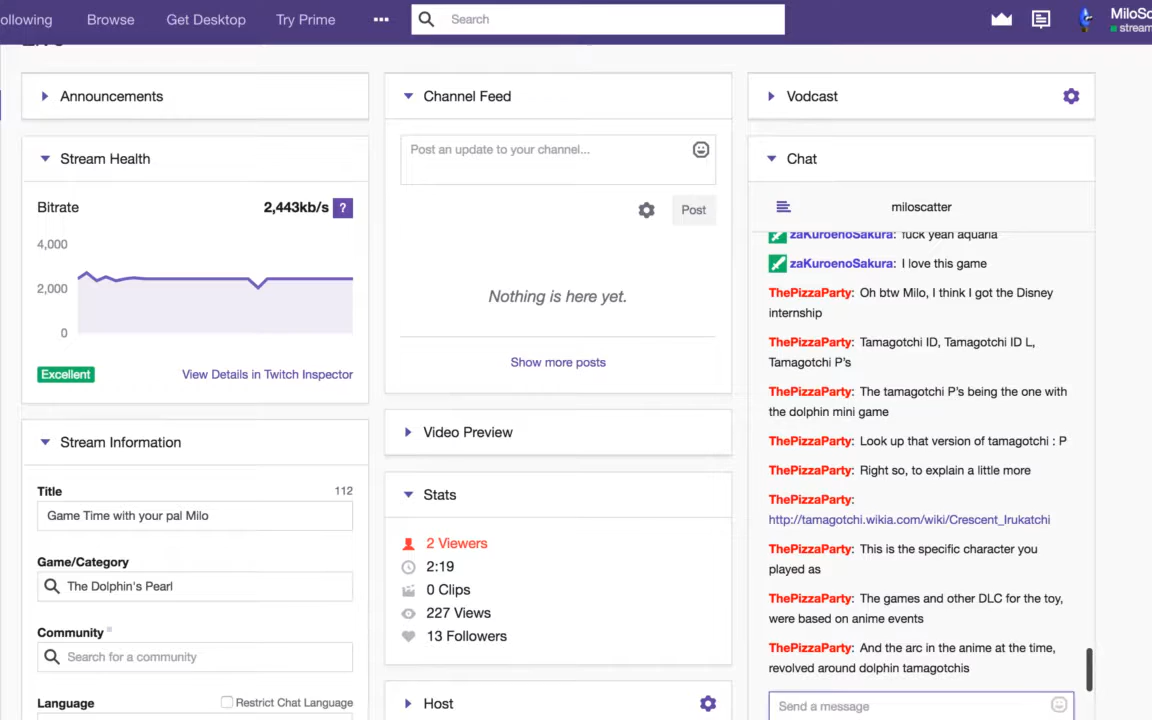 ollowing Browse Get Desktop Try Prime ••• Search MiloSc
stream
Announcements
Stream Health
Bitrate 2,443kb/s ?
4,000
2,000
0
Excellent View Details in Twitch Inspector
Stream Information
Title 112
Game Time with your pal Milo
Game/Category
The Dolphin's Pearl
Community
Search for a community
Language Restrict Chat Language
Channel Feed
Post an update to your channel...
Post
Nothing is here yet.
Show more posts
Video Preview
Stats
2 Viewers
2:19
0 Clips
227 Views
13 Followers
Host
Vodcast
Chat
miloscatter
zaKuroenoSakura: fuck yeah aquaria
zaKuroenoSakura: I love this game
ThePizzaParty: Oh btw Milo, I think I got the Disney
internship
ThePizzaParty: Tamagotchi ID, Tamagotchi ID L,
Tamagotchi P's
ThePizzaParty: The tamagotchi P's being the one with
the dolphin mini game
ThePizzaParty: Look up that version of tamagotchi : P
ThePizzaParty: Right so, to explain a little more
ThePizzaParty:
http://tamagotchi.wikia.com/wiki/Crescent_Irukatchi
ThePizzaParty: This is the specific character you
played as
ThePizzaParty: The games and other DLC for the toy,
were based on anime events
ThePizzaParty: And the arc in the anime at the time,
revolved around dolphin tamagotchis
Send a message